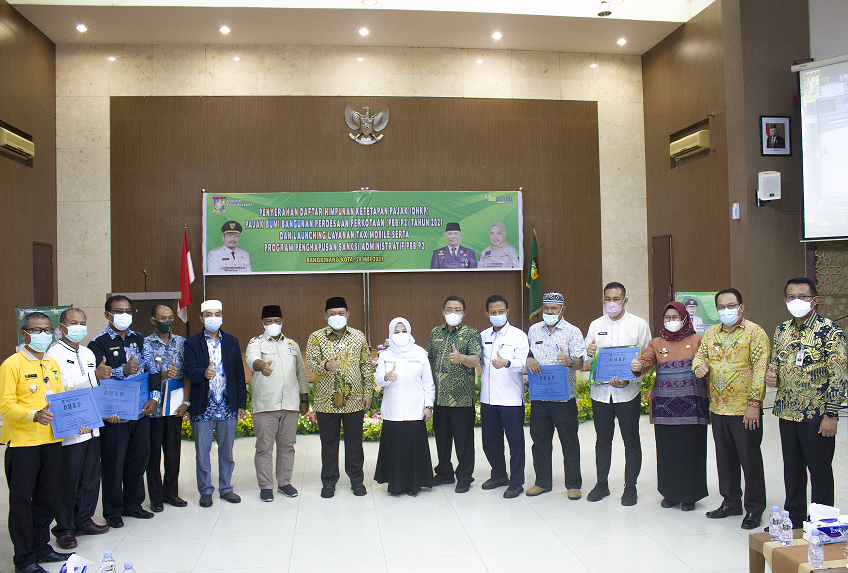 PENYERAHAN DAFTAR HIMPUNAN KETETAPAN PAJAK (DHKP)
PAJAK BUMI BANGUNAN PERDESAAN PERKOTAAN (PBB-P2) TAHUN 2021
DAN LAUNCHING LAYANAN TAX MOBILE SERTA
PROGRAM PENGHAPUSAN SANKSI ADMINISTRATIF PBB P2
BANGKINANG KOTA, 20 MEI 2021
DHKP
DHKP
DHKP
DHKP